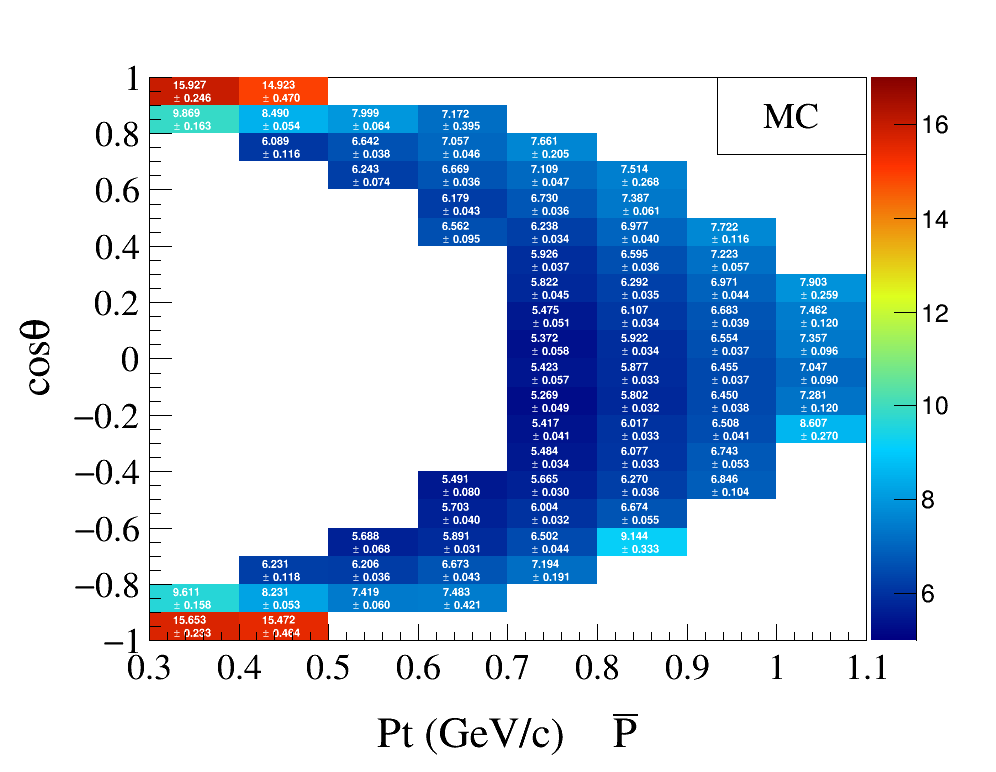 MC
1
0.8
0.6
0.4
0.2
0
−0.2
−0.4
−0.6
−0.8
−1
cosθ
15.927 14.923
± 0.246 ± 0.470
9.869 8.490 7.999 7.172
± 0.163 ± 0.054 ± 0.064 ± 0.395
6.089 6.642 7.057 7.661
± 0.116 ± 0.038 ± 0.046 ± 0.205
6.243 6.669 7.109 7.514
± 0.074 ± 0.036 ± 0.047 ± 0.268
6.179 6.730 7.387
± 0.043 ± 0.036 ± 0.061
6.562 6.238 6.977 7.722
± 0.095 ± 0.034 ± 0.040 ± 0.116
5.926 6.595 7.223
± 0.037 ± 0.036 ± 0.057
5.822 6.292 6.971 7.903
± 0.045 ± 0.035 ± 0.044 ± 0.259
5.475 6.107 6.683 7.462
± 0.051 ± 0.034 ± 0.039 ± 0.120
5.372 5.922 6.554 7.357
± 0.058 ± 0.034 ± 0.037 ± 0.096
5.423 5.877 6.455 7.047
± 0.057 ± 0.033 ± 0.037 ± 0.090
5.269 5.802 6.450 7.281
± 0.049 ± 0.032 ± 0.038 ± 0.120
5.417 6.017 6.508 8.607
± 0.041 ± 0.033 ± 0.041 ± 0.270
5.484 6.077 6.743
± 0.034 ± 0.033 ± 0.053
5.491 5.665 6.270 6.846
± 0.080 ± 0.030 ± 0.036 ± 0.104
5.703 6.004 6.674
± 0.040 ± 0.032 ± 0.055
5.688 5.891 6.502 9.144
± 0.068 ± 0.031 ± 0.044 ± 0.333
6.231 6.206 6.673 7.194
± 0.118 ± 0.036 ± 0.043 ± 0.191
9.611 8.231 7.419 7.483
± 0.158 ± 0.053 ± 0.060 ± 0.421
15.653 15.472
± 0.233 ± 0.464
16
14
12
10
8
6
0.3 0.4 0.5 0.6 0.7 0.8 0.9 1 1.1
Pt (GeV/c) P̅